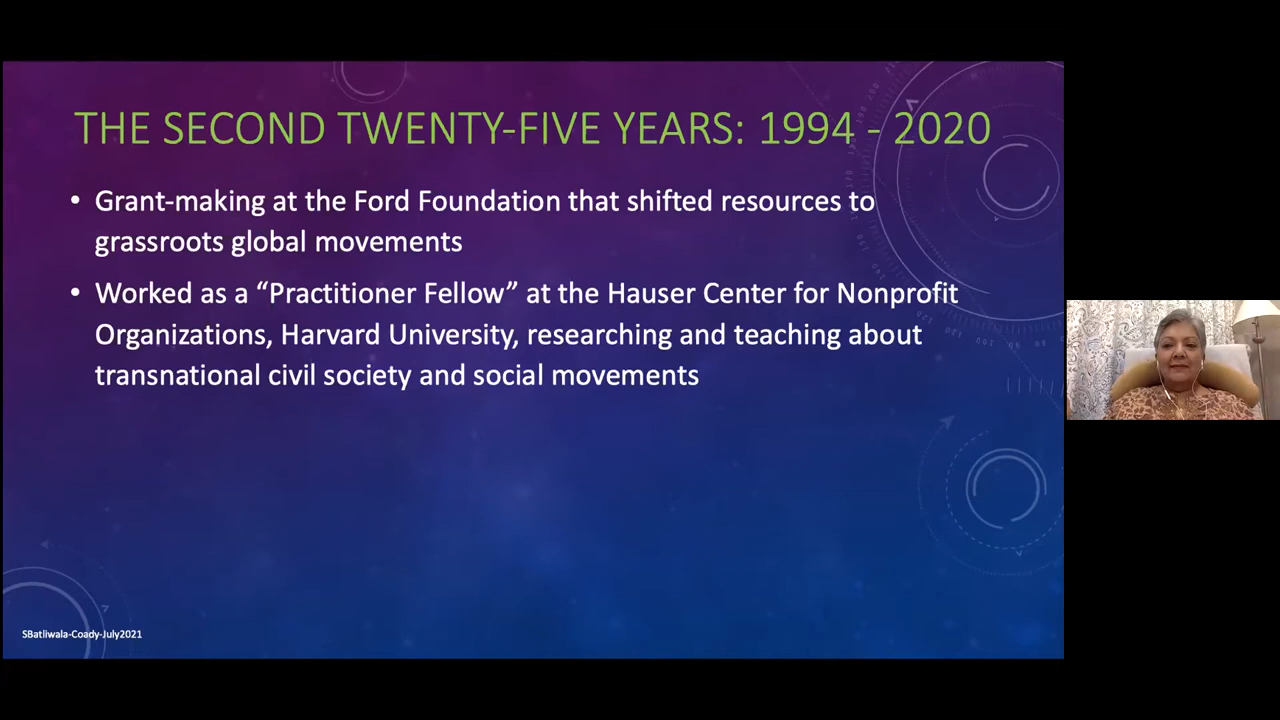 THE SECOND TWENTY-FIVE YEARS: 1994 - 2020
• Grant-making at the Ford Foundation that shifted resources to
grassroots global movements
• Worked as a “Practitioner Fellow” at the Hauser Center for Nonprofit
Organizations, Harvard University, researching and teaching about
transnational civil society and social movements
SBatliwala-Coady-July2021